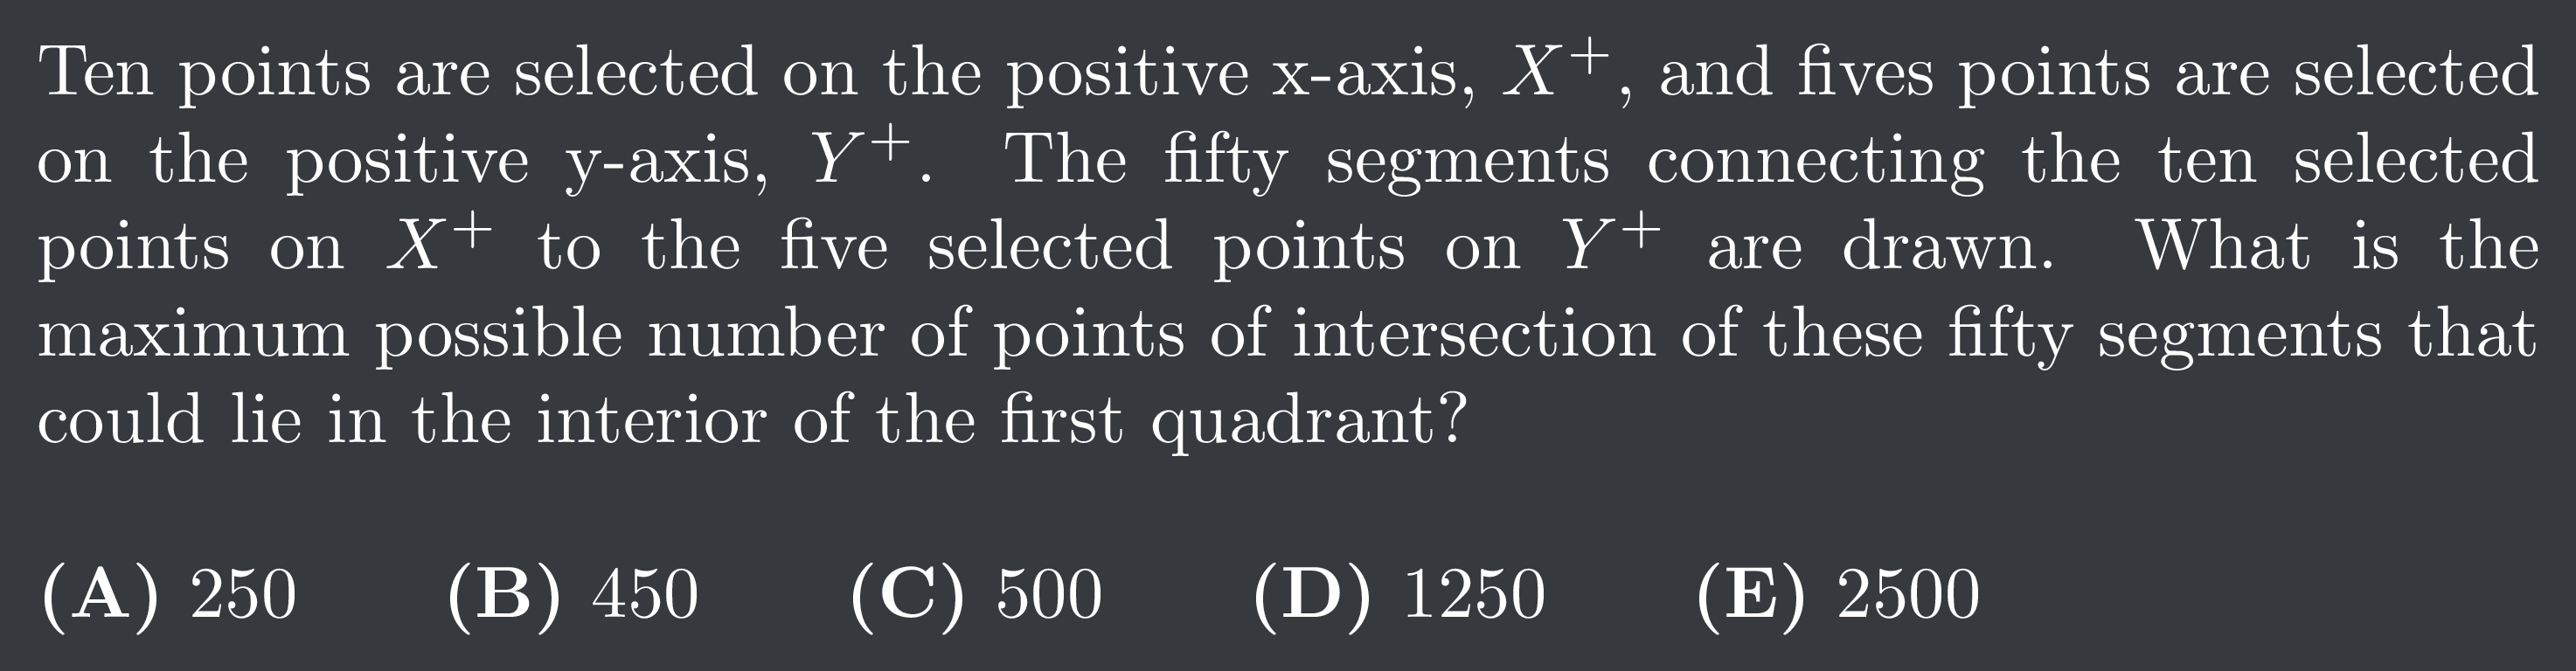 Ten points are selected on the positive x-axis, $X^+$, and fives points are selected
on the positive y-axis, $Y^+$. The fifty segments connecting the ten selected
points on $X^+$ to the five selected points on $Y^+$ are drawn. What is the
maximum possible number of points of intersection of these fifty segments that
could lie in the interior of the first quadrant?
(A) 250 (B) 450 (C) 500 (D) 1250 (E) 2500